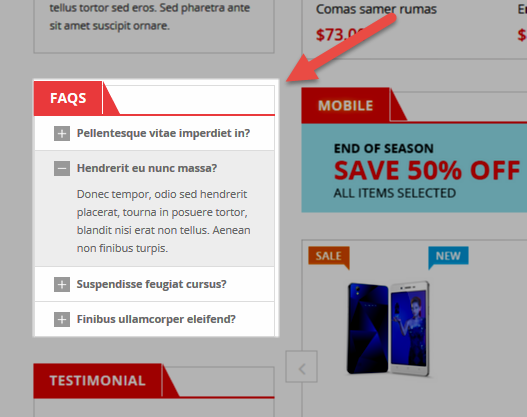 tellus tortor sed eros. Sed pharetra ante
sit amet suscipit ornare.
FAQS
Pellentesque vitae imperdiet in?
Hendrerit eu nunc massa?
Donec tempor, odio sed hendrerit
placerat, tourna in posuere tortor,
blandit nisi erat non tellus. Aenean
non finibus turpis.
Suspendisse feugiat cursus?
Finibus ullamcorper eleifend?
TESTIMONIAL
Comas samer rumas
$73.00
$
MOBILE
END OF SEASON
SAVE 50% OFF
ALL ITEMS SELECTED
SALE
NEW